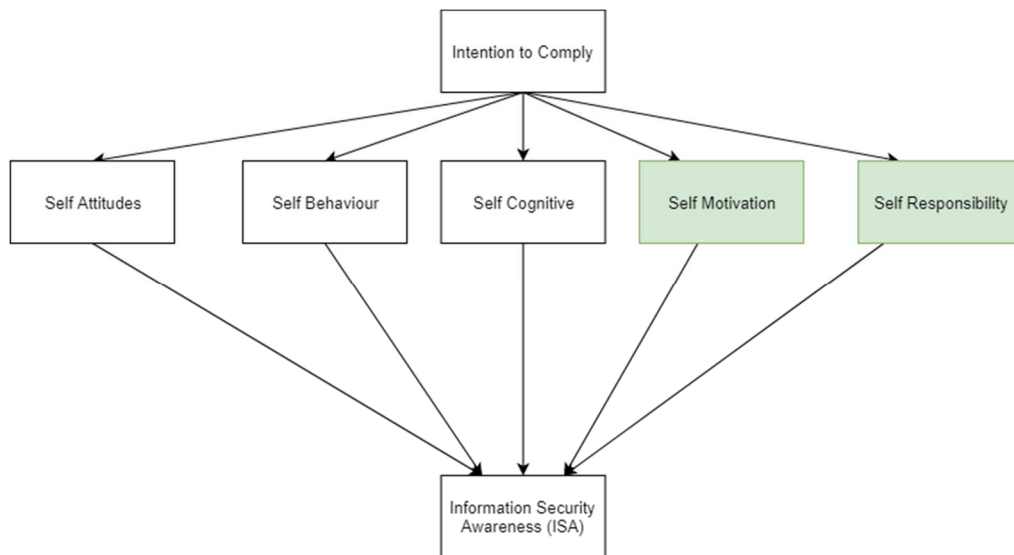 Intention to Comply
Self Attitudes
Self Behaviour
Self Cognitive
Self Motivation
Self Responsibility
Information Security
Awareness (ISA)